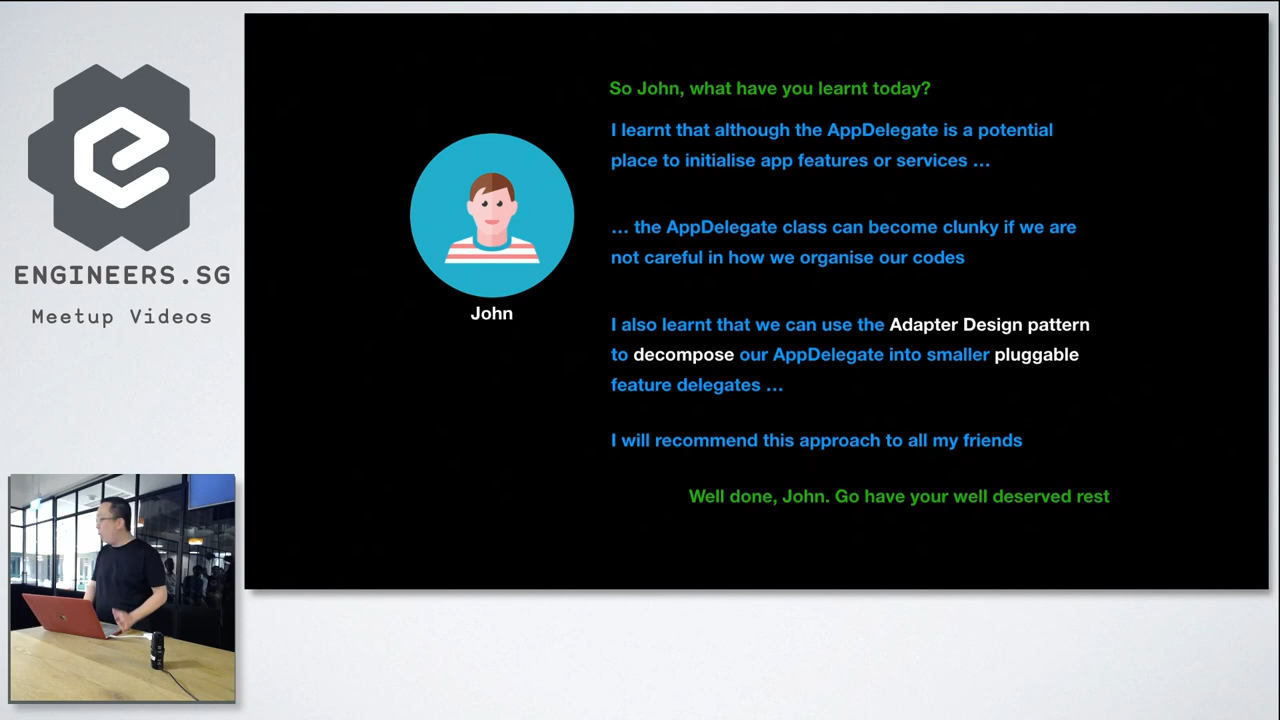 ENGINEERS.SG
Meetup Videos
So John, what have you learnt today?
I learnt that although the AppDelegate is a potential
place to initialise app features or services ...
... the AppDelegate class can become clunky if we are
not careful in how we organise our codes
John
I also learnt that we can use the Adapter Design pattern
to decompose our AppDelegate into smaller pluggable
feature delegates ...
I will recommend this approach to all my friends
Well done, John. Go have your well deserved rest